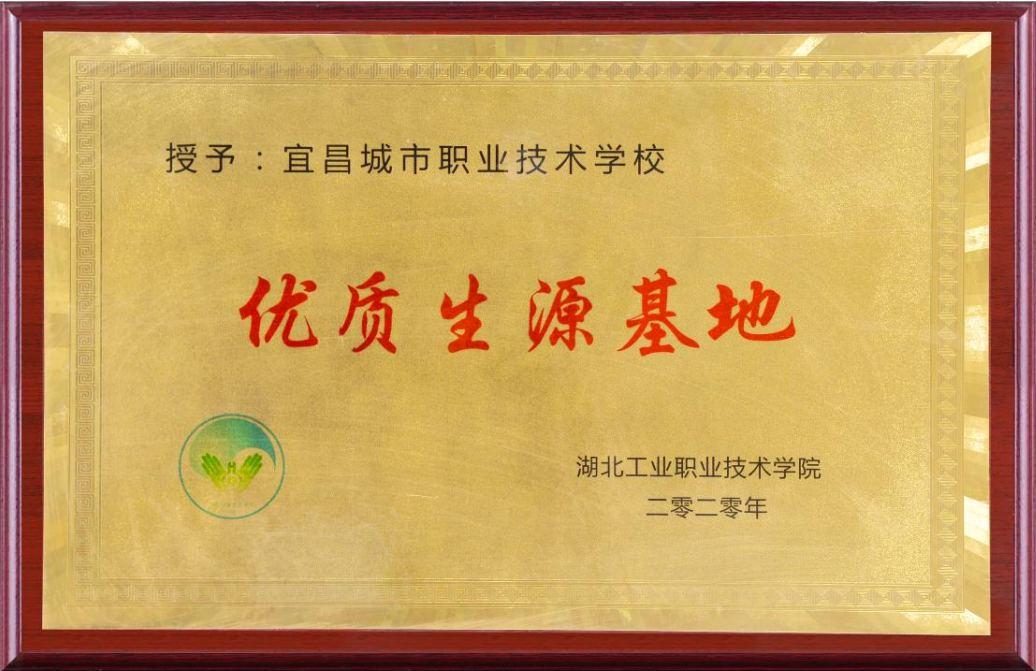 授予：宜昌城市职业技术学校
优质生源基地
湖北工业职业技术学院
二零二零年